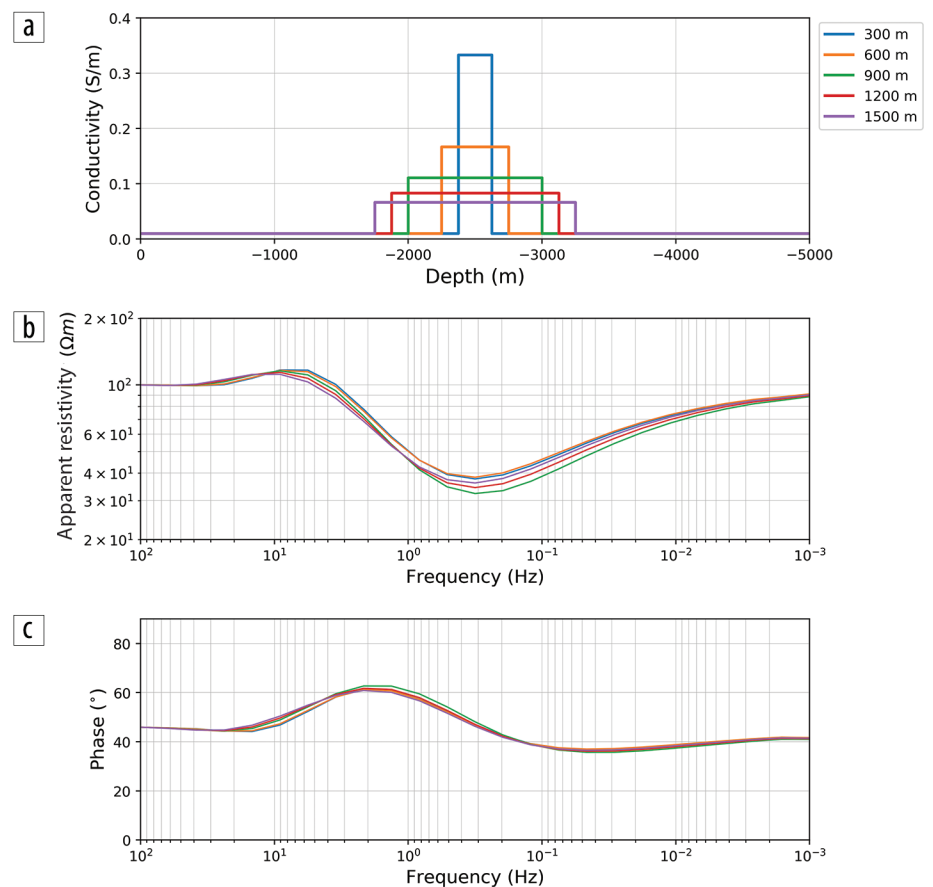 a
0.4
0.3
0.2
0.1
0.0
Conductivity (S/m)
0 −1000 −2000 −3000 −4000 −5000
Depth (m)
300 m
600 m
900 m
1200 m
1500 m
b
2 × 10²
10²
6 × 10¹
4 × 10¹
3 × 10¹
2 × 10¹
Apparent resistivity (Ωm)
10² 10¹ 10⁰ 10⁻¹ 10⁻² 10⁻³
Frequency (Hz)
c
80
60
40
20
0
Phase (°)
10² 10¹ 10⁰ 10⁻¹ 10⁻² 10⁻³
Frequency (Hz)